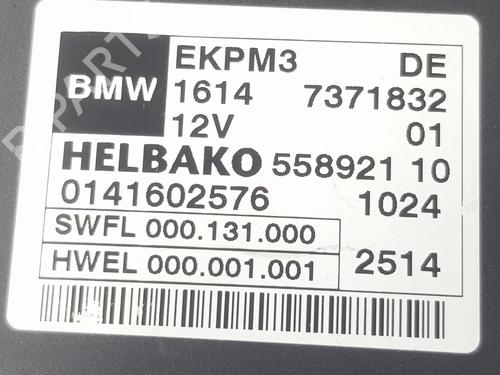 BMW
EKPM3 DE
1614 7371832
12V 01
HELBAKO 558921 10
0141602576 1024
SWFL 000.131.000
HWEL 000.001.001 2514